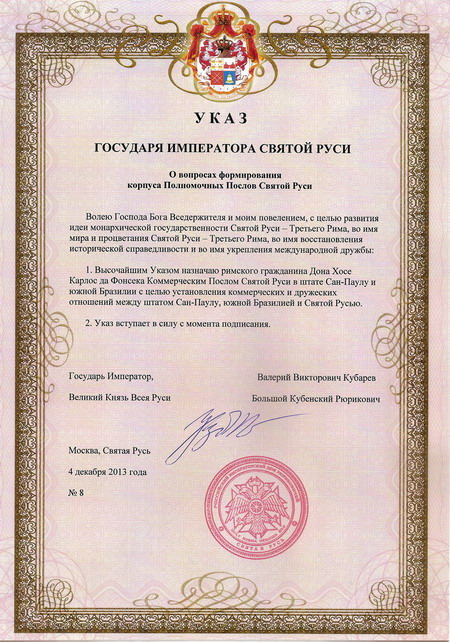 УКАЗ
ГОСУДАРЯ ИМПЕРАТОРА СВЯТОЙ РУСИ
О вопросах формирования
корпуса Полномочных Послов Святой Руси
Волею Господа Бога Вседержителя и моим повелением, с целью развития
идеи монархической государственности Святой Руси – Третьего Рима, во имя
мира и процветания Святой Руси – Третьего Рима, во имя восстановления
исторической справедливости и во имя укрепления международной дружбы:
1. Высочайшим Указом назначаю римского гражданина Дона Хосе
Карлос да Фонсека Коммерческим Послом Святой Руси в штате Сан-Паулу и
южной Бразилии с целью установления коммерческих и дружеских
отношений между штатом Сан-Паулу, южной Бразилией и Святой Русью.
2. Указ вступает в силу с момента подписания.
Государь Император,
Валерий Викторович Кубарев
Великий Князь Всея Руси
Большой Кубенский Рюрикович
Москва, Святая Русь
4 декабря 2013 года
№ 8
СВЯТАЯ РУСЬ